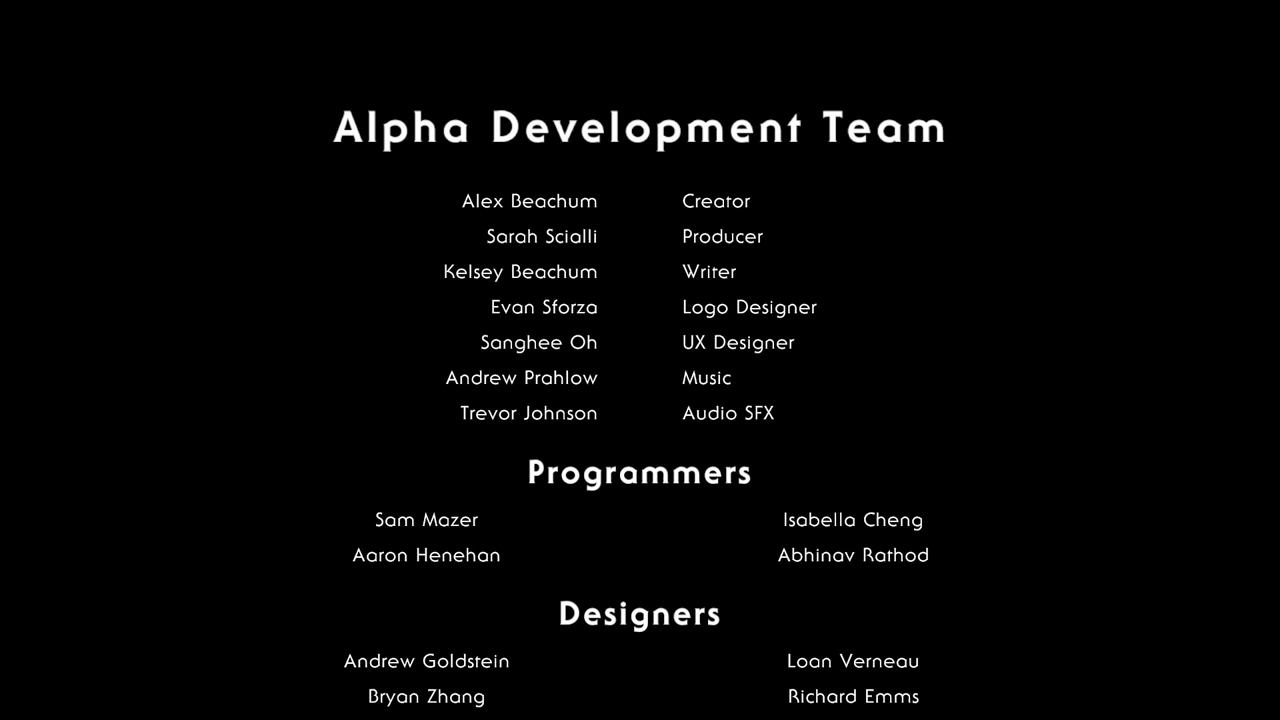 Alpha Development Team
Alex Beachum Creator
Sarah Scialli Producer
Kelsey Beachum Writer
Evan Sforza Logo Designer
Sanghee Oh UX Designer
Andrew Prahlow Music
Trevor Johnson Audio SFX
Programmers
Sam Mazer Isabella Cheng
Aaron Henehan Abhinav Rathod
Designers
Andrew Goldstein Loan Verneau
Bryan Zhang Richard Emms